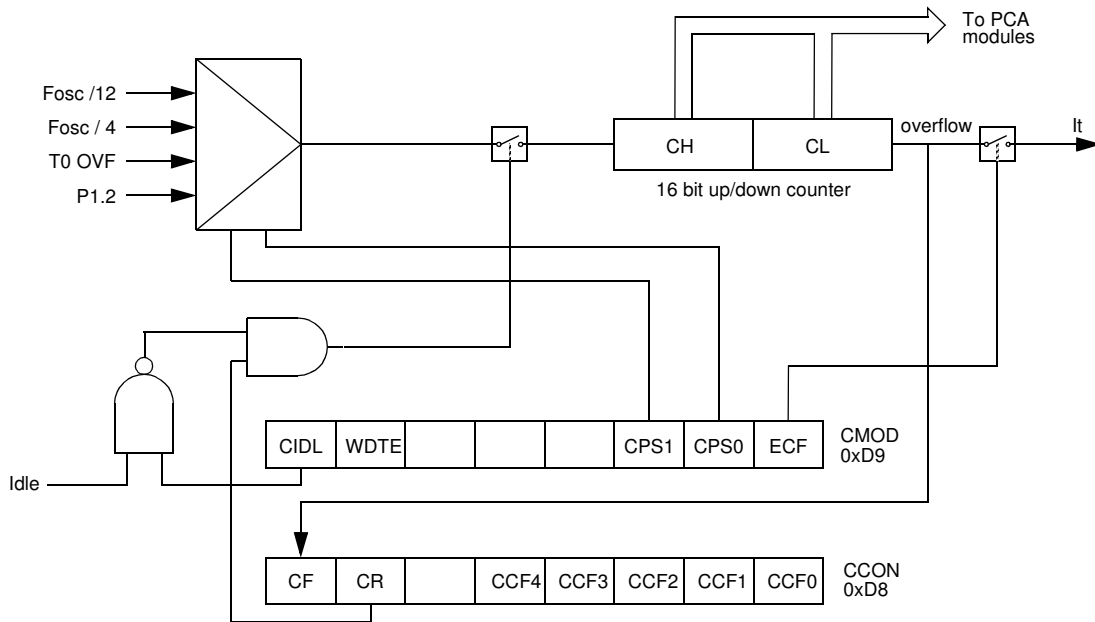 To PCA
modules
Fosc /12
Fosc / 4
T0 OVF
P1.2
CH
CL
overflow
It
16 bit up/down counter
CIDL
WDTE
CPS1
CPS0
ECF
CMOD
0xD9
Idle
CF
CR
CCF4
CCF3
CCF2
CCF1
CCF0
CCON
0xD8